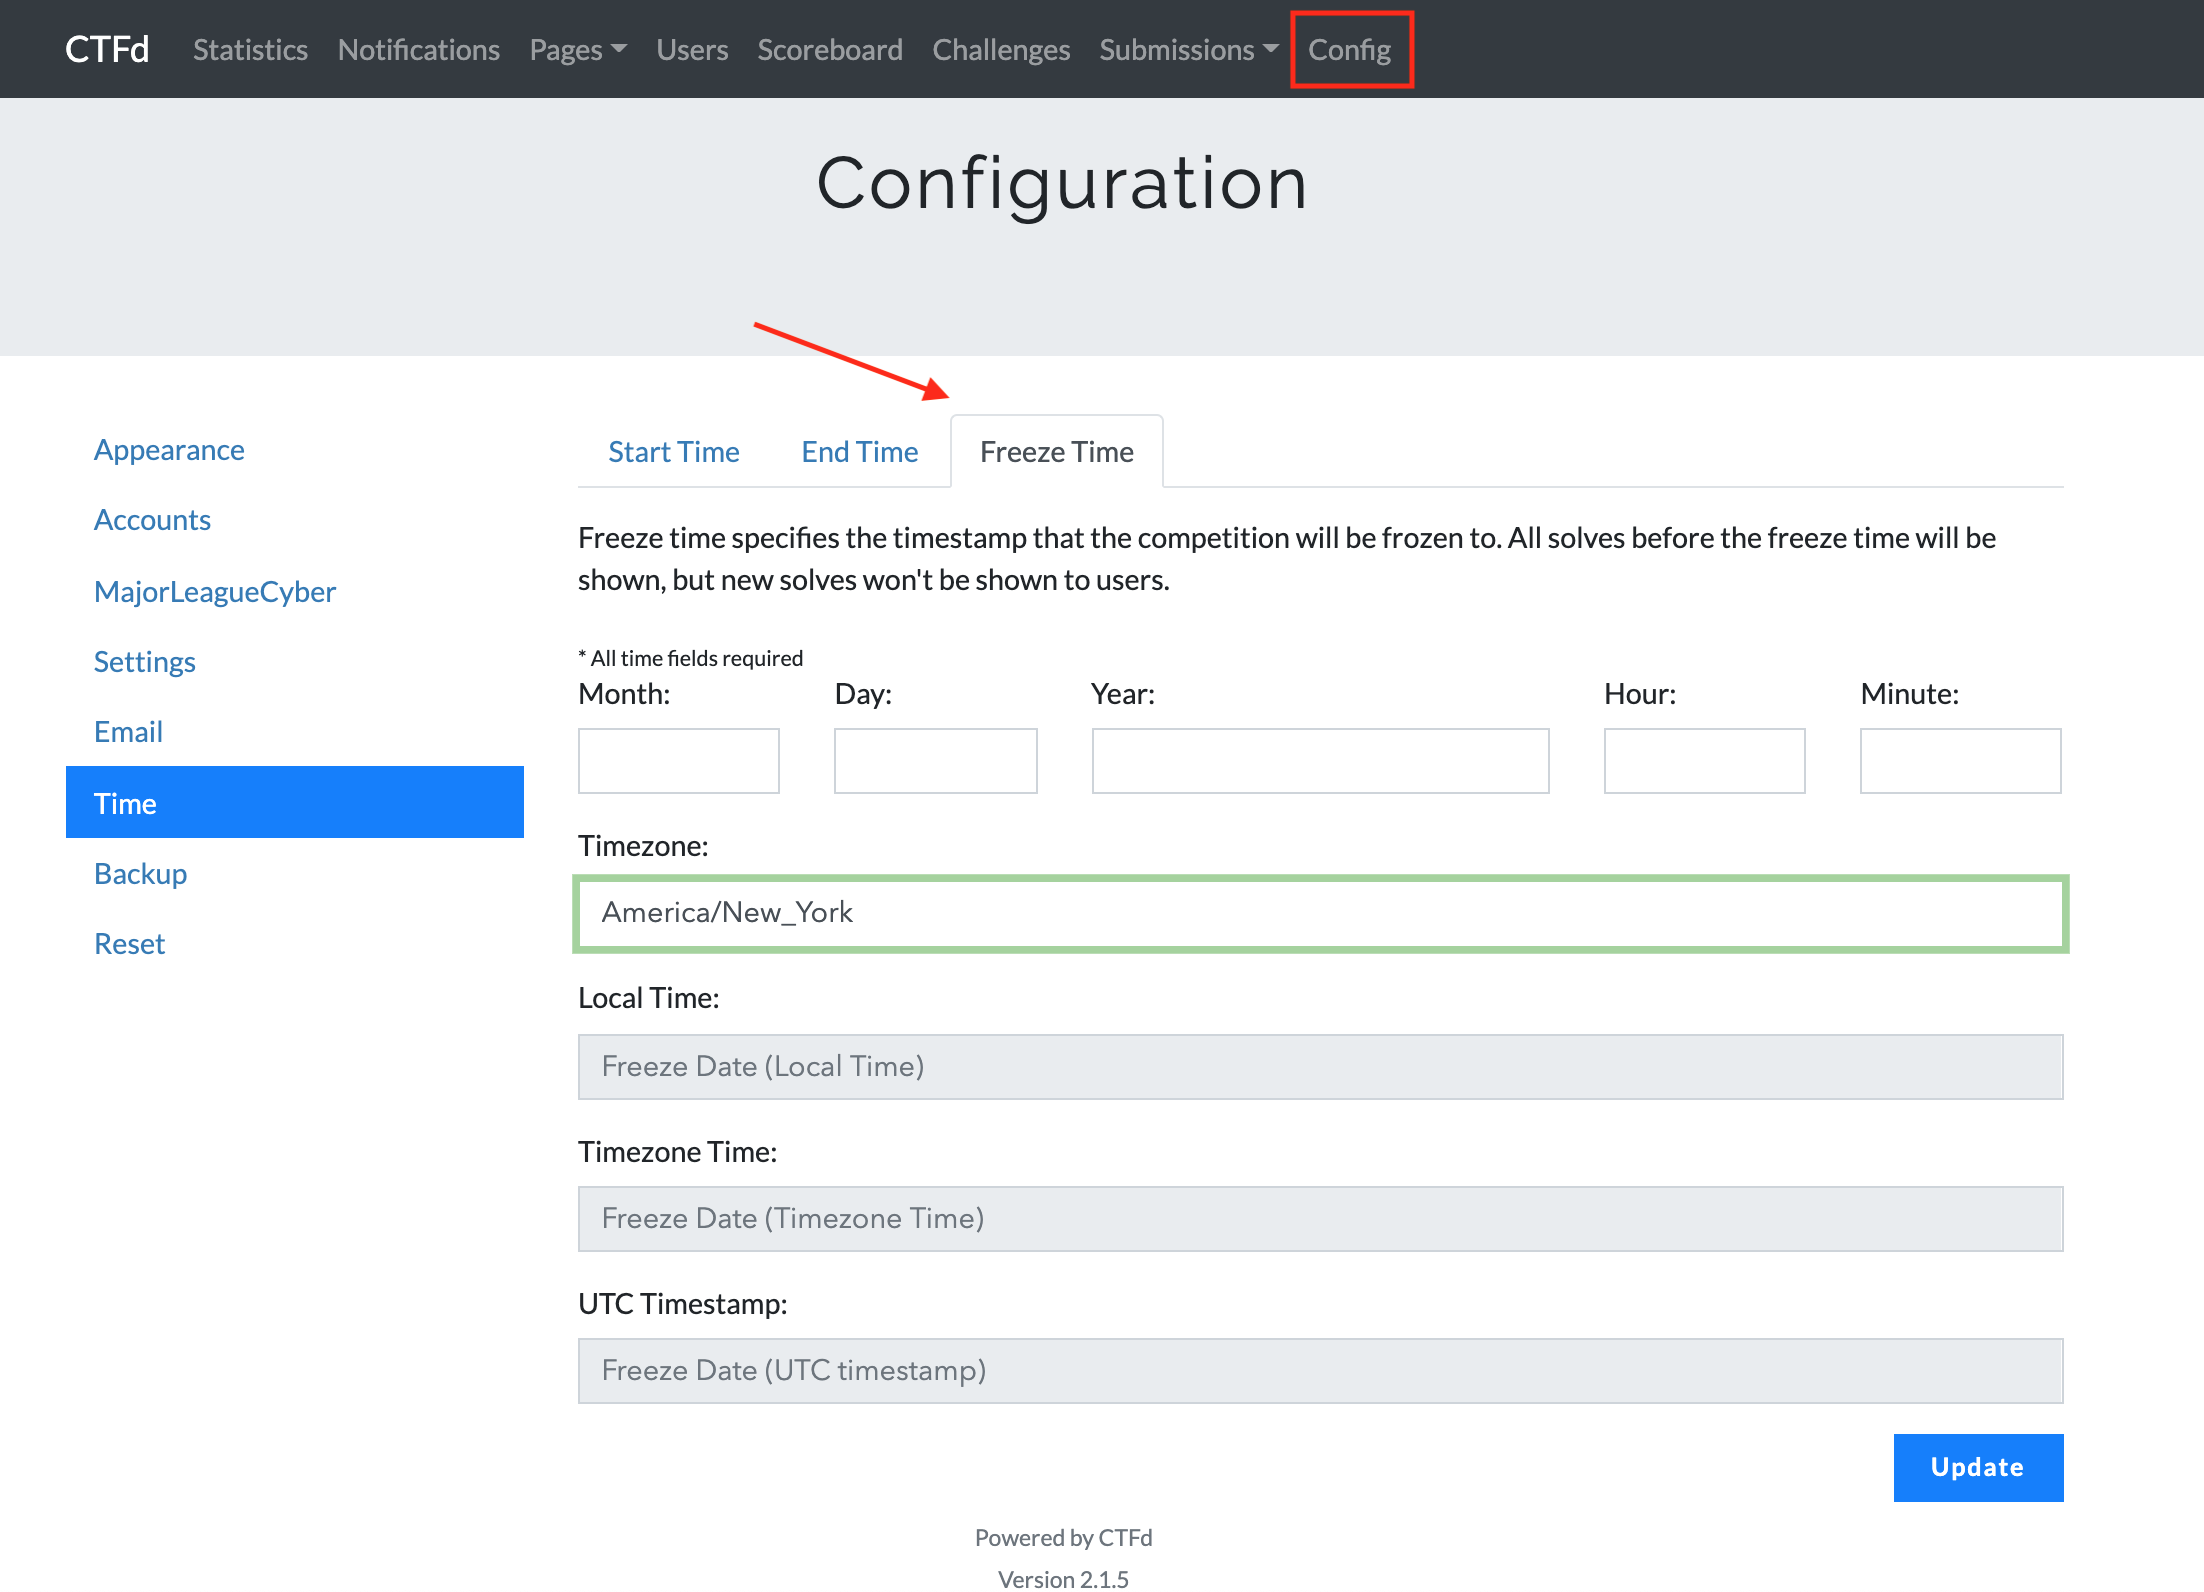 CTFd Statistics Notifications Pages Users Scoreboard Challenges Submissions Config
Configuration
Appearance
Accounts
MajorLeagueCyber
Settings
Email
Time
Backup
Reset
Start Time End Time Freeze Time
Freeze time specifies the timestamp that the competition will be frozen to. All solves before the freeze time will be
shown, but new solves won't be shown to users.
* All time fields required
Month: Day: Year: Hour: Minute:
Timezone:
America/New_York
Local Time:
Freeze Date (Local Time)
Timezone Time:
Freeze Date (Timezone Time)
UTC Timestamp:
Freeze Date (UTC timestamp)
Update
Powered by CTFd
Version 2.1.5